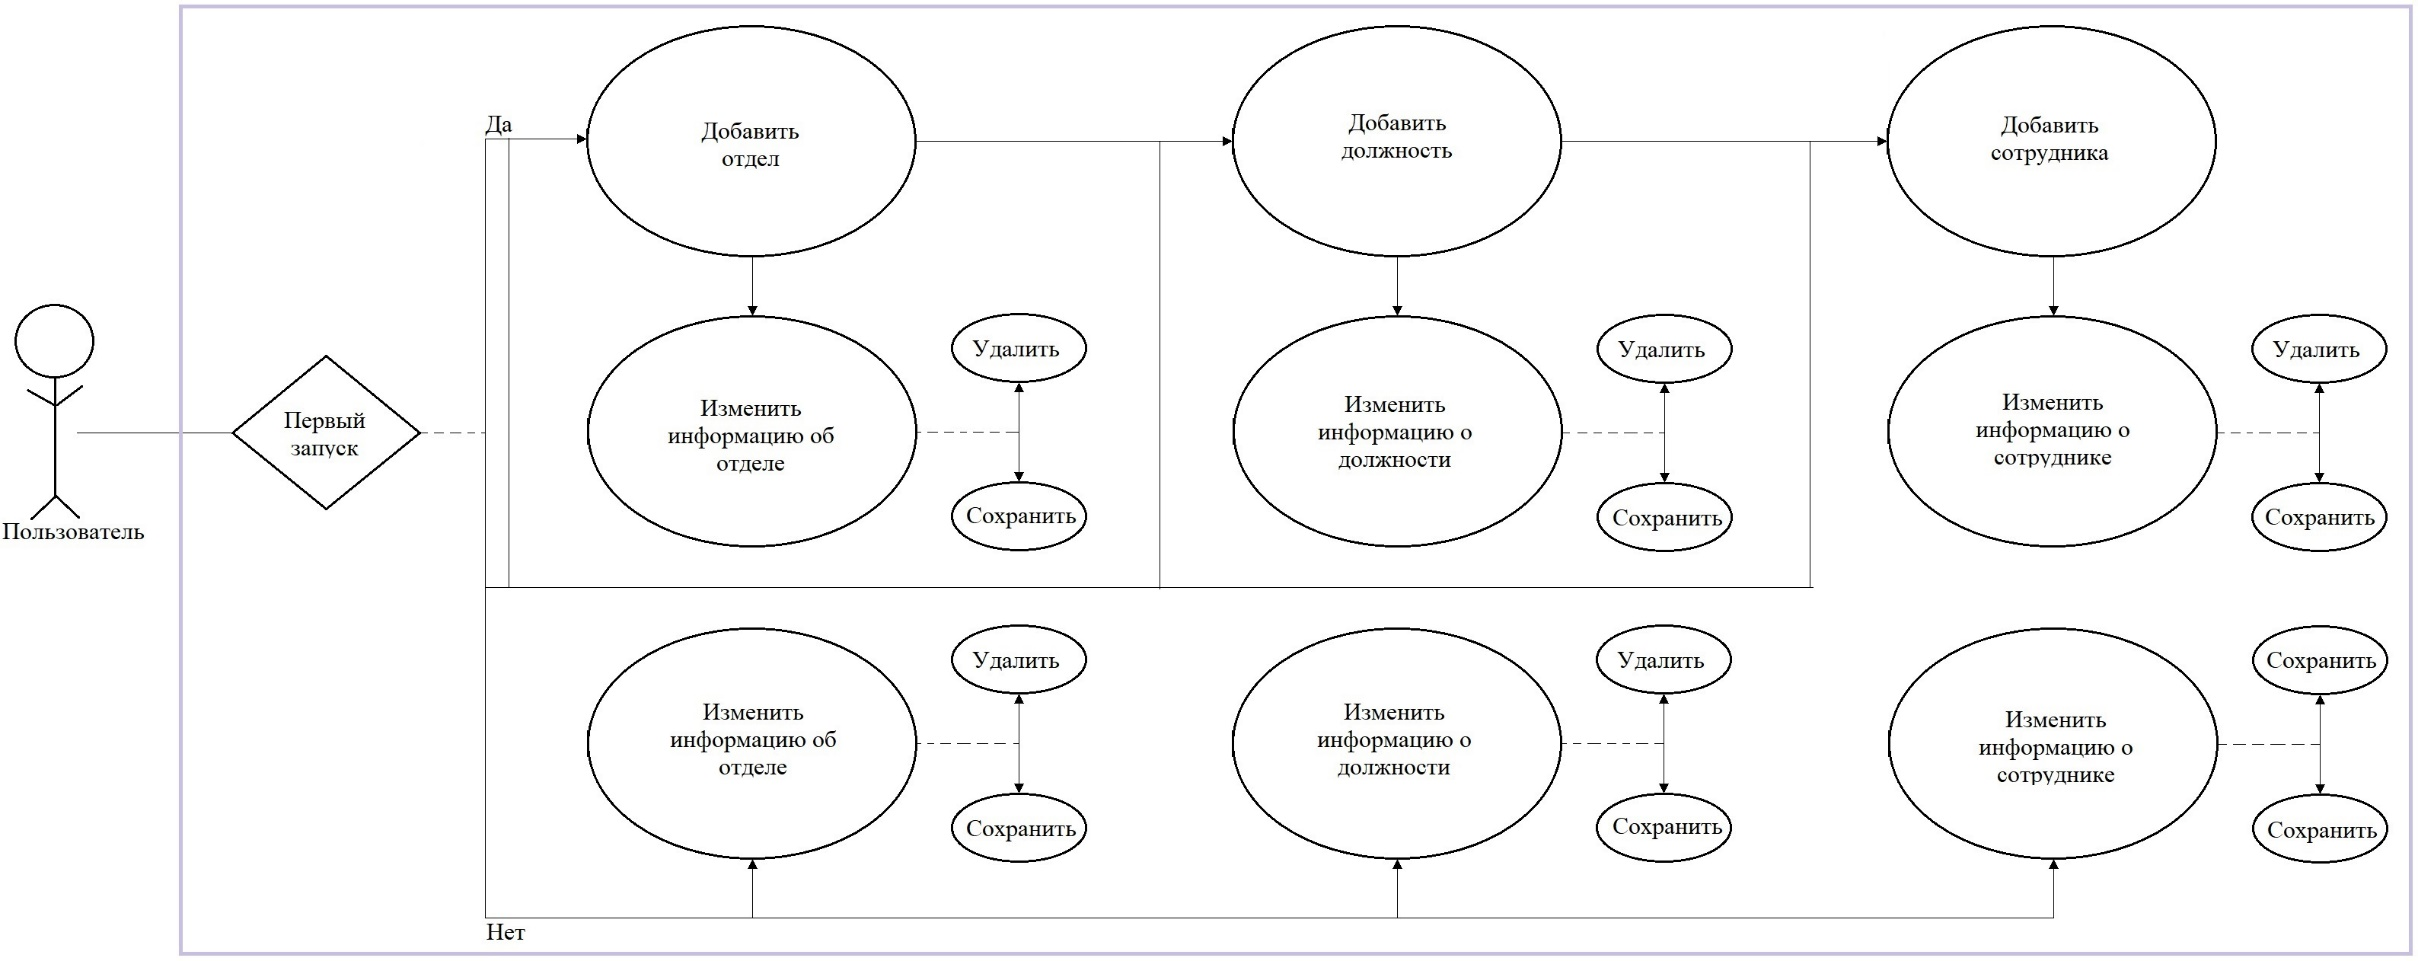 Да
Добавить
отдел
Добавить
должность
Добавить
сотрудника
Пользователь
Первый
запуск
Изменить
информацию об
отделе
Удалить
Сохранить
Изменить
информацию о
должности
Удалить
Сохранить
Изменить
информацию о
сотруднике
Удалить
Сохранить
Изменить
информацию об
отделе
Удалить
Сохранить
Изменить
информацию о
должности
Удалить
Сохранить
Изменить
информацию о
сотруднике
Сохранить
Сохранить
Нет